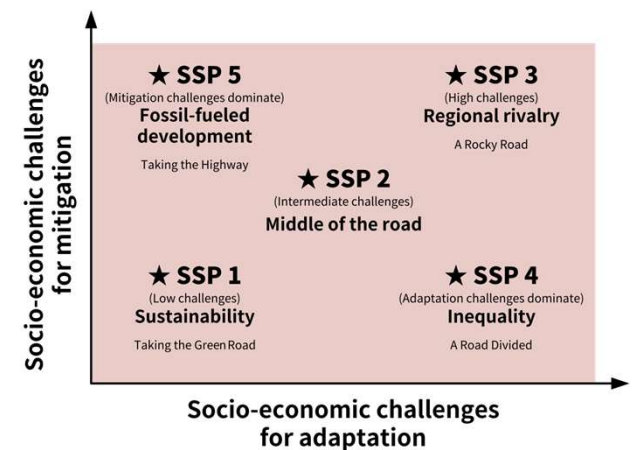 Socio-economic challenges
for mitigation
★ SSP 5
(Mitigation challenges dominate)
Fossil-fueled
development
Taking the Highway
★ SSP 3
(High challenges)
Regional rivalry
A Rocky Road
★ SSP 2
(Intermediate challenges)
Middle of the road
★ SSP 1
(Low challenges)
Sustainability
Taking the Green Road
★ SSP 4
(Adaptation challenges dominate)
Inequality
A Road Divided
Socio-economic challenges
for adaptation